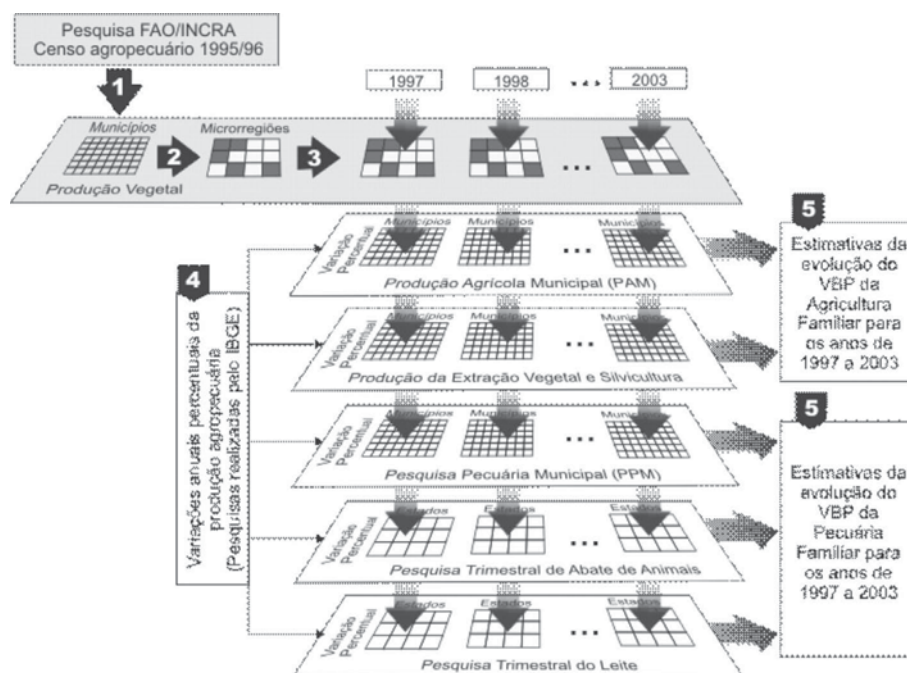 Pesquisa FAO/INCRA
Censo agropecuário 1995/96
1
1997
1998
...
2003
Municípios
2
Microrregiões
3
...
Produção Vegetal
4
Variações anuais percentuais da
produção agropecuária
(Pesquisas realizadas pelo IBGE)
Variação
Percentual
Municípios
Municípios
...
Municípios
Produção Agrícola Municipal (PAM)
Variação
Percentual
Municípios
Municípios
...
Municípios
Produção da Extração Vegetal e Silvicultura
Variação
Percentual
Municípios
Municípios
...
Municípios
Pesquisa Pecuária Municipal (PPM)
Variação
Percentual
Estados
Estados
...
Estados
Pesquisa Trimestral de Abate de Animais
Variação
Percentual
Estados
Estados
...
Estados
Pesquisa Trimestral do Leite
5
Estimativas da
evolução do
VBP da
Agricultura
Familiar para
os anos de
1997 a 2003
5
Estimativas da
evolução do
VBP da
Pecuária
Familiar para
os anos de
1997 a 2003